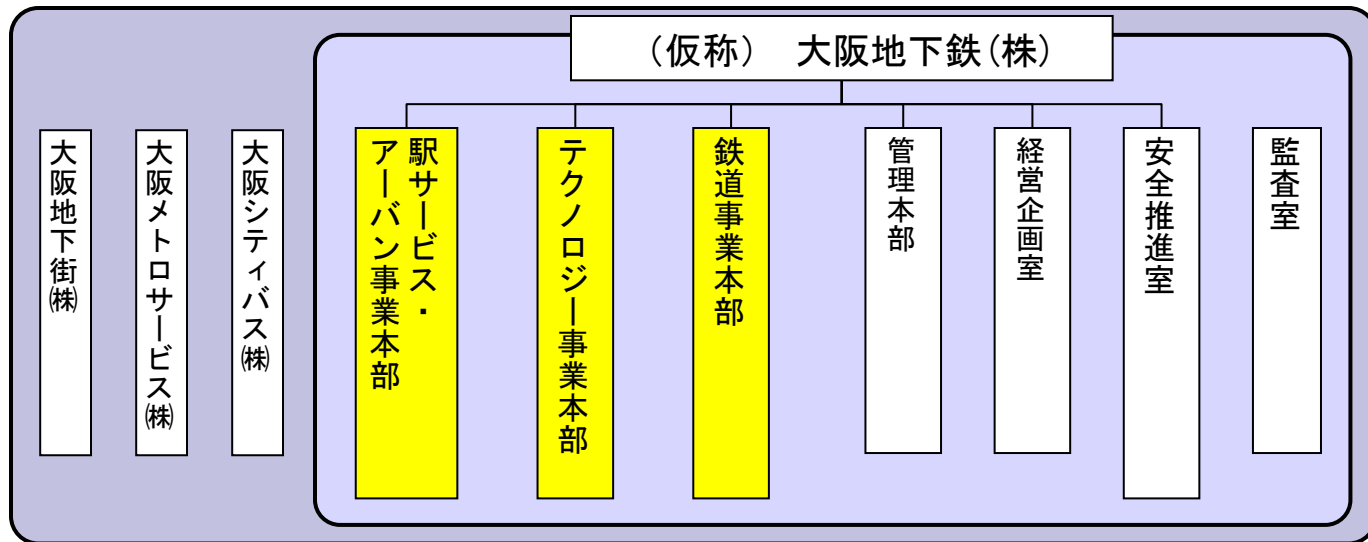 （仮称）　大阪地下鉄（株）
大阪地下街㈱
大阪メトロサービス㈱
大阪シティバス㈱
駅サービス・
アーバン事業本部
テクノロジー事業本部
鉄道事業本部
管理本部
経営企画室
安全推進室
監査室